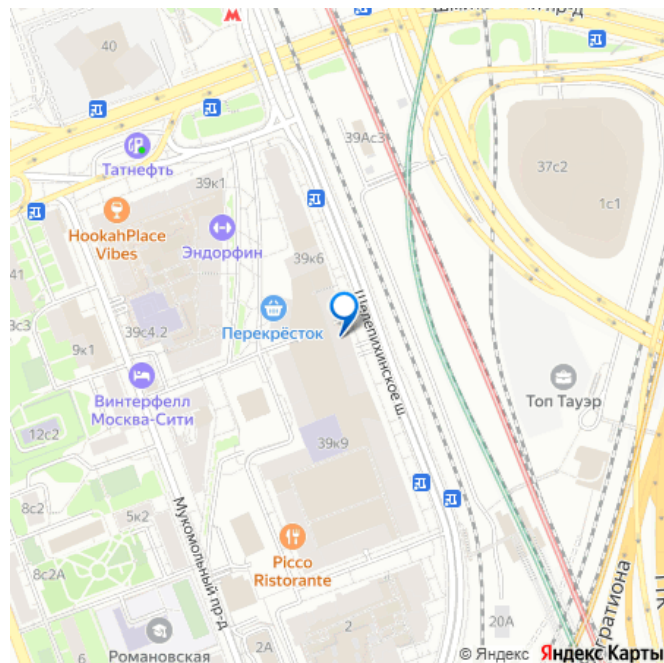 40
39Ас3
37с2
Татнефть
39к1
1с1
HookahPlace
Vibes
Эндорфин
41
39к6
Шелепихинское ш.
Перекрёсток
39с4.2
9к1
Топ Тауэр
Винтерфелл
Москва-Сити
12с2
39к9
8с2
5к2
Мукомольный пр-д
Picco
Ristorante
8с2А
20А
6
2А
2
Романовская
© Яндекс Яндекс Карты